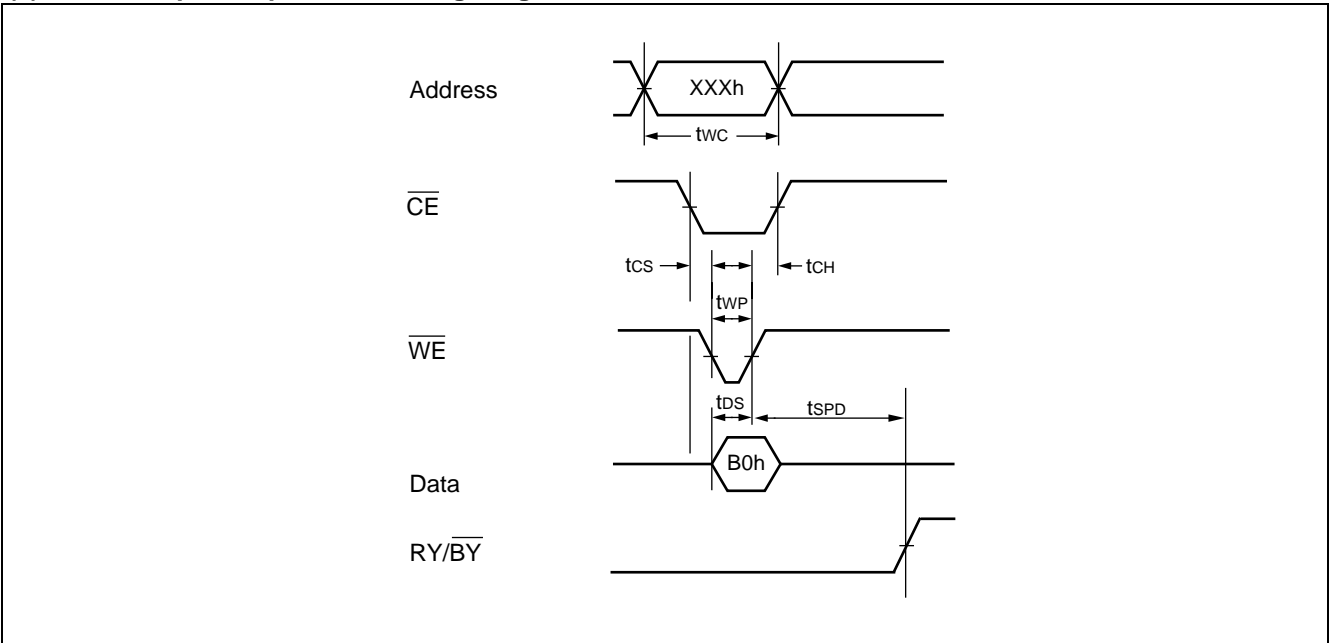 Address
XXXh
tWC
CE
tCS
tCH
tWP
WE
tDS
tSPD
B0h
Data
RY/BY